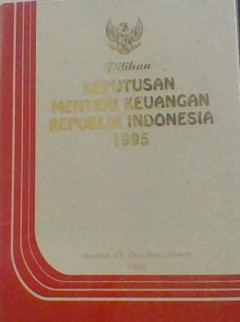 Pilihan
KEPUTUSAN
MENTERI KEUANGAN
REPUBLIK INDONESIA
1995